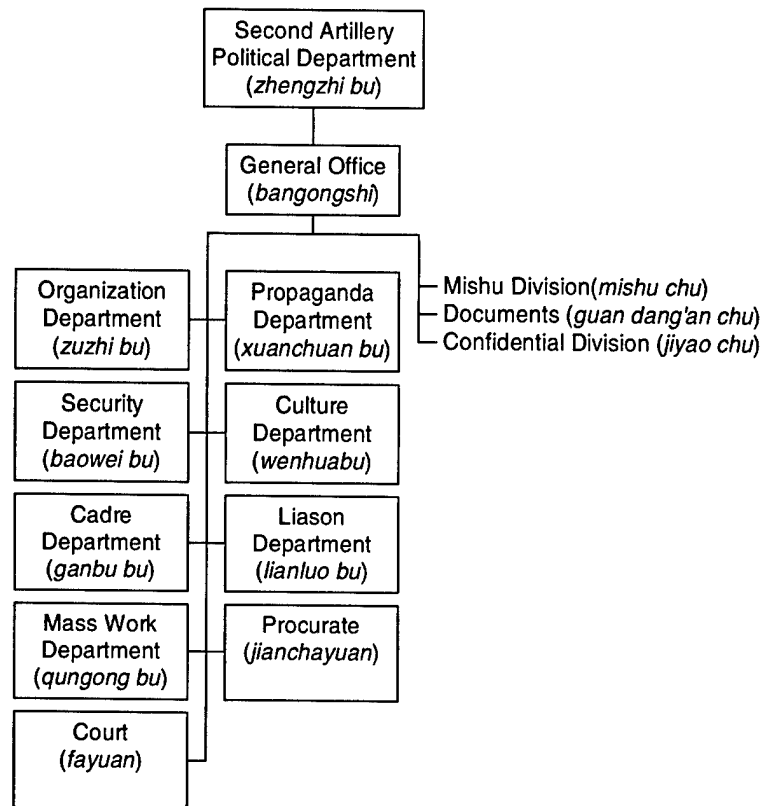 Second Artillery
Political Department
(zhengzhi bu)
General Office
(bangongshi)
Mishu Division(mishu chu)
Documents (guan dang'an chu)
Confidential Division (jiyao chu)
Organization
Department
(zuzhi bu)
Propaganda
Department
(xuanchuan bu)
Security
Department
(baowei bu)
Culture
Department
(wenhuabu)
Cadre
Department
(ganbu bu)
Liason
Department
(lianluo bu)
Mass Work
Department
(qungong bu)
Procurate
(jianchayuan)
Court
(fayuan)